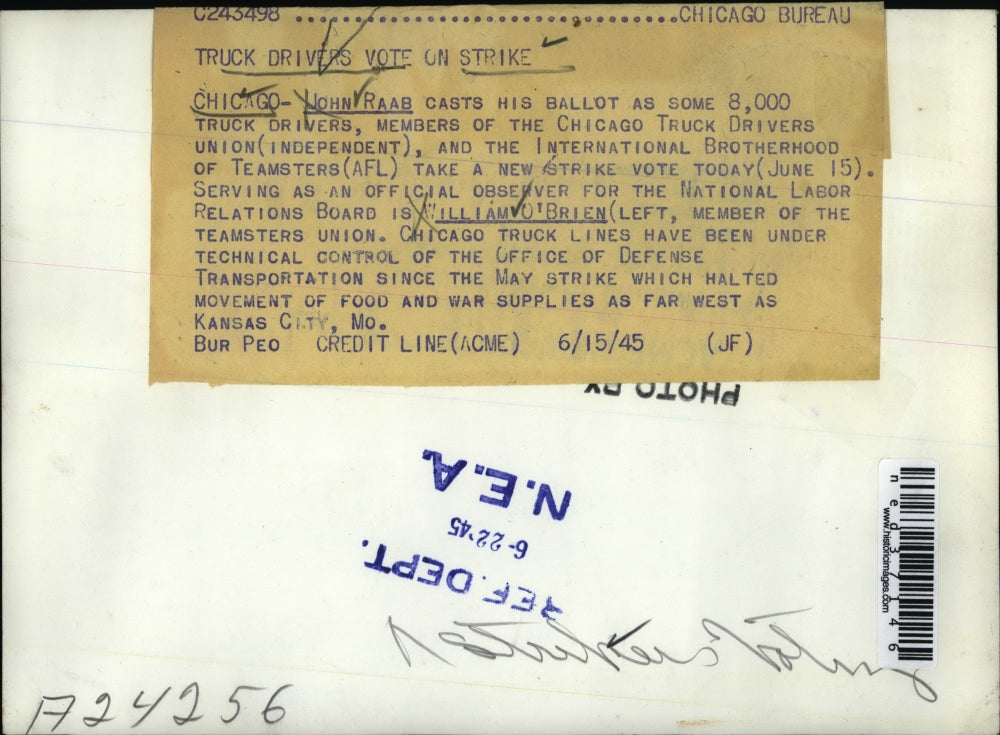 C243498 ........................................CHICAGO BUREAU
TRUCK DRIVERS VOTE ON STRIKE
CHICAGO- JOHN RAAB CASTS HIS BALLOT AS SOME 8,000
TRUCK DRIVERS, MEMBERS OF THE CHICAGO TRUCK DRIVERS
UNION(INDEPENDENT), AND THE INTERNATIONAL BROTHERHOOD
OF TEAMSTERS(AFL) TAKE A NEW STRIKE VOTE TODAY(JUNE 15).
SERVING AS AN OFFICIAL OBSERVER FOR THE NATIONAL LABOR
RELATIONS BOARD IS WILLIAM O'BRIEN(LEFT, MEMBER OF THE
TEAMSTERS UNION. CHICAGO TRUCK LINES HAVE BEEN UNDER
TECHNICAL CONTROL OF THE OFFICE OF DEFENSE
TRANSPORTATION SINCE THE MAY STRIKE WHICH HALTED
MOVEMENT OF FOOD AND WAR SUPPLIES AS FAR WEST AS
KANSAS CITY, MO.
BUR PEO CREDIT LINE(ACME) 6/15/45 (JF)
PHOTO BY
N.E.A.
6-22'45
REF. DEPT.
ned37146
www.historicimages.com
A724256